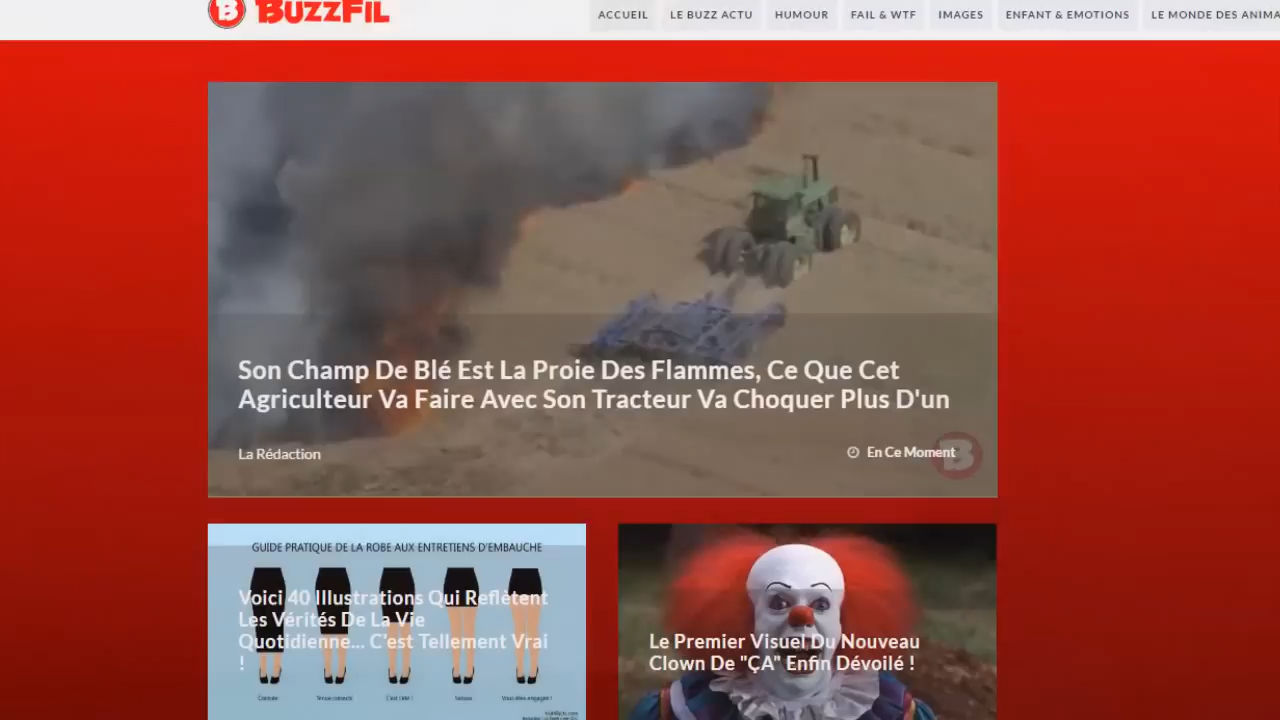 BuzzFil
ACCUEIL LE BUZZ ACTU HUMOUR FAIL & WTF IMAGES ENFANT & EMOTIONS LE MONDE DES ANIMA
Son Champ De Blé Est La Proie Des Flammes, Ce Que Cet
Agriculteur Va Faire Avec Son Tracteur Va Choquer Plus D'un
La Rédaction
En Ce Moment
B
GUIDE PRATIQUE DE LA ROBE AUX ENTRETIENS D'EMBAUCHE
Voici 40 Illustrations Qui Reflètent
Les Vérités De La Vie
Quotidienne... C'est Tellement Vrai
!
Vous êtes engagée !
Le Premier Visuel Du Nouveau
Clown De "ÇA" Enfin Dévoilé !